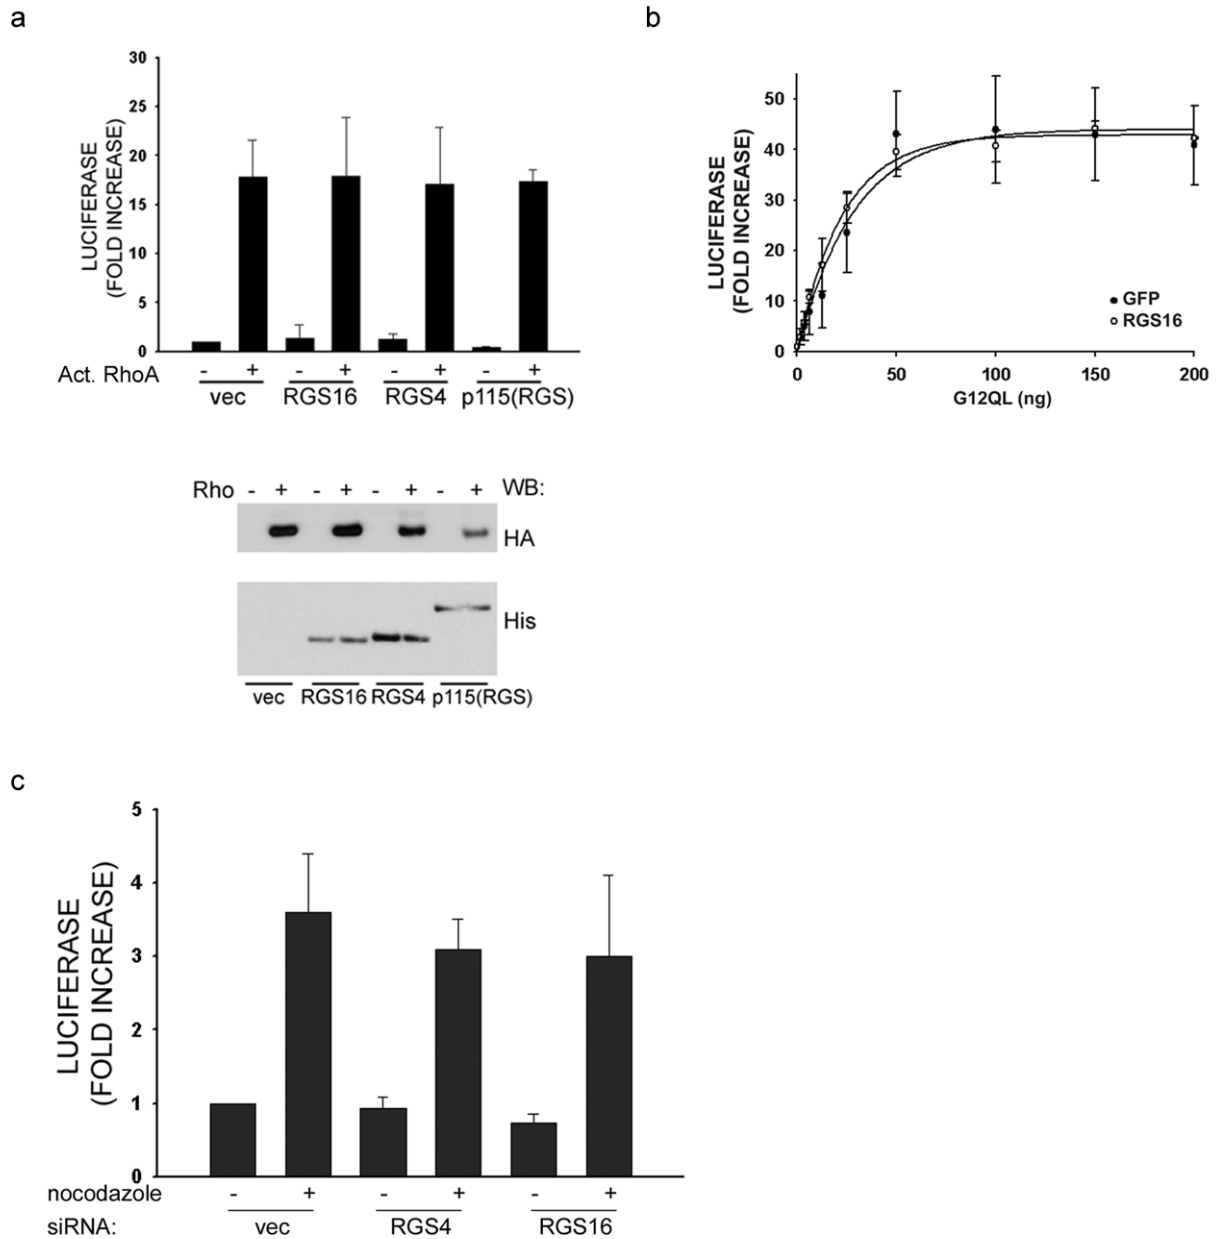 a
30
25
20
15
10
5
0
LUCIFERASE
(FOLD INCREASE)
Act. RhoA - + - + - + - +
vec RGS16 RGS4 p115(RGS)
Rho - + - + - + - + WB:
HA
His
vec RGS16 RGS4 p115(RGS)
b
50
40
30
20
10
0
LUCIFERASE
(FOLD INCREASE)
GFP
RGS16
0 50 100 150 200
G12QL (ng)
c
5
4
3
2
1
0
LUCIFERASE
(FOLD INCREASE)
nocodazole - + - + - +
siRNA: vec RGS4 RGS16